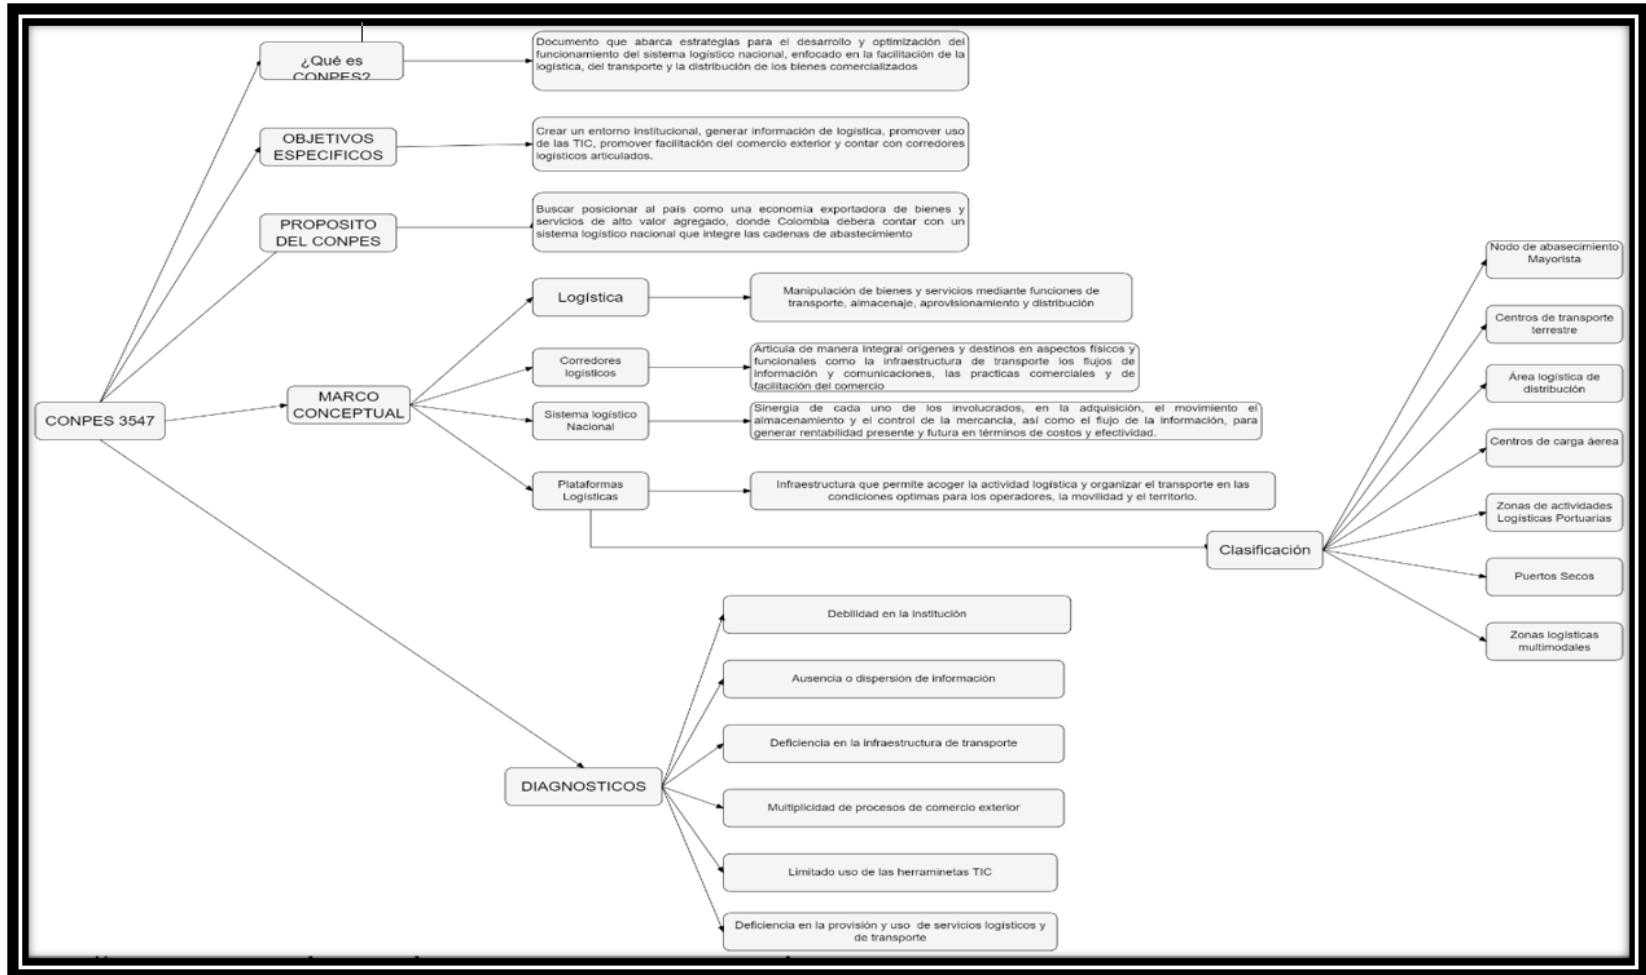 ¿Qué es
CONPES?
Documento que abarca estrategias para el desarrollo y optimización del
funcionamiento del sistema logístico nacional, enfocado en la facilitación de la
logística, del transporte y la distribución de los bienes comercializados
OBJETIVOS
ESPECIFICOS
Crear un entorno institucional, generar información de logística, promover uso
de las TIC, promover facilitación del comercio exterior y contar con corredores
logísticos articulados.
PROPOSITO
DEL CONPES
Buscar posicionar al país como una economía exportadora de bienes y
servicios de alto valor agregado, donde Colombia debera contar con un
sistema logístico nacional que integre las cadenas de abastecimiento
CONPES 3547
MARCO
CONCEPTUAL
Logística
Manipulación de bienes y servicios mediante funciones de
transporte, almacenaje, aprovisionamiento y distribución
Corredores
logísticos
Articula de manera integral orígenes y destinos en aspectos físicos y
funcionales como la infraestructura de transporte los flujos de
información y comunicaciones, las practicas comerciales y de
facilitación del comercio
Sistema logístico
Nacional
Sinergia de cada uno de los involucrados, en la adquisición, el movimiento el
almacenamiento y el control de la mercancia, así como el flujo de la información, para
generar rentabilidad presente y futura en términos de costos y efectividad.
Plataformas
Logísticas
Infraestructura que permite acoger la actividad logística y organizar el transporte en las
condiciones optimas para los operadores, la movilidad y el territorio.
Clasificación
Nodo de abasecimiento
Mayorista
Centros de transporte
terrestre
Área logística de
distribución
Centros de carga áerea
Zonas de actividades
Logísticas Portuarias
Puertos Secos
Zonas logísticas
multimodales
DIAGNOSTICOS
Debilidad en la institución
Ausencia o dispersión de información
Deficiencia en la infraestructura de transporte
Multiplicidad de procesos de comercio exterior
Limitado uso de las herraminetas TIC
Deficiencia en la provisión y uso de servicios logísticos y
de transporte